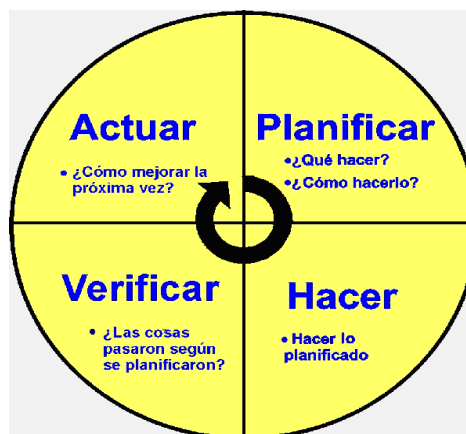 Actuar
• ¿Cómo mejorar la
próxima vez?
Planificar
•¿Qué hacer?
•¿Cómo hacerlo?
Verificar
• ¿Las cosas
pasaron según
se planificaron?
Hacer
• Hacer lo
planificado